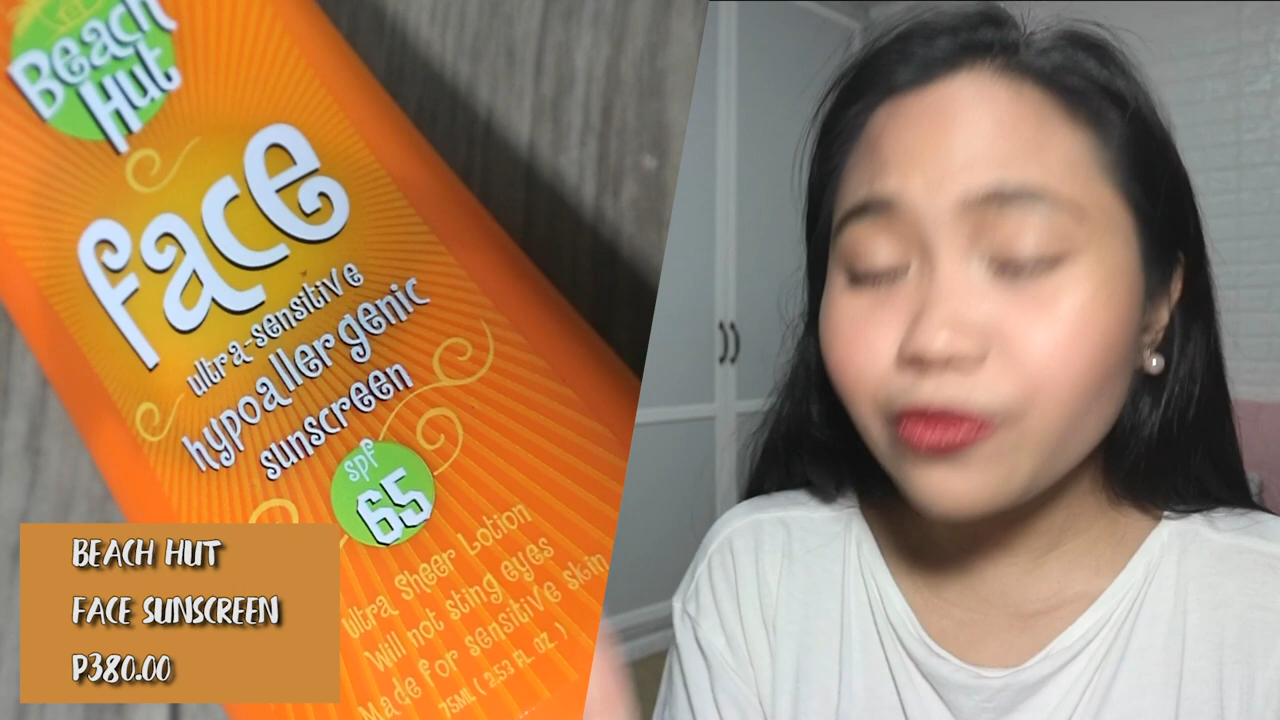 Beach
Hut
face
ultra-sensitive
hypoallergenic
sunscreen
spf
65
Ultra Sheer Lotion
Will not sting eyes
Made for sensitive skin
75ML ( 2.53 FL. OZ. )
BEACH HUT
FACE SUNSCREEN
P380.00